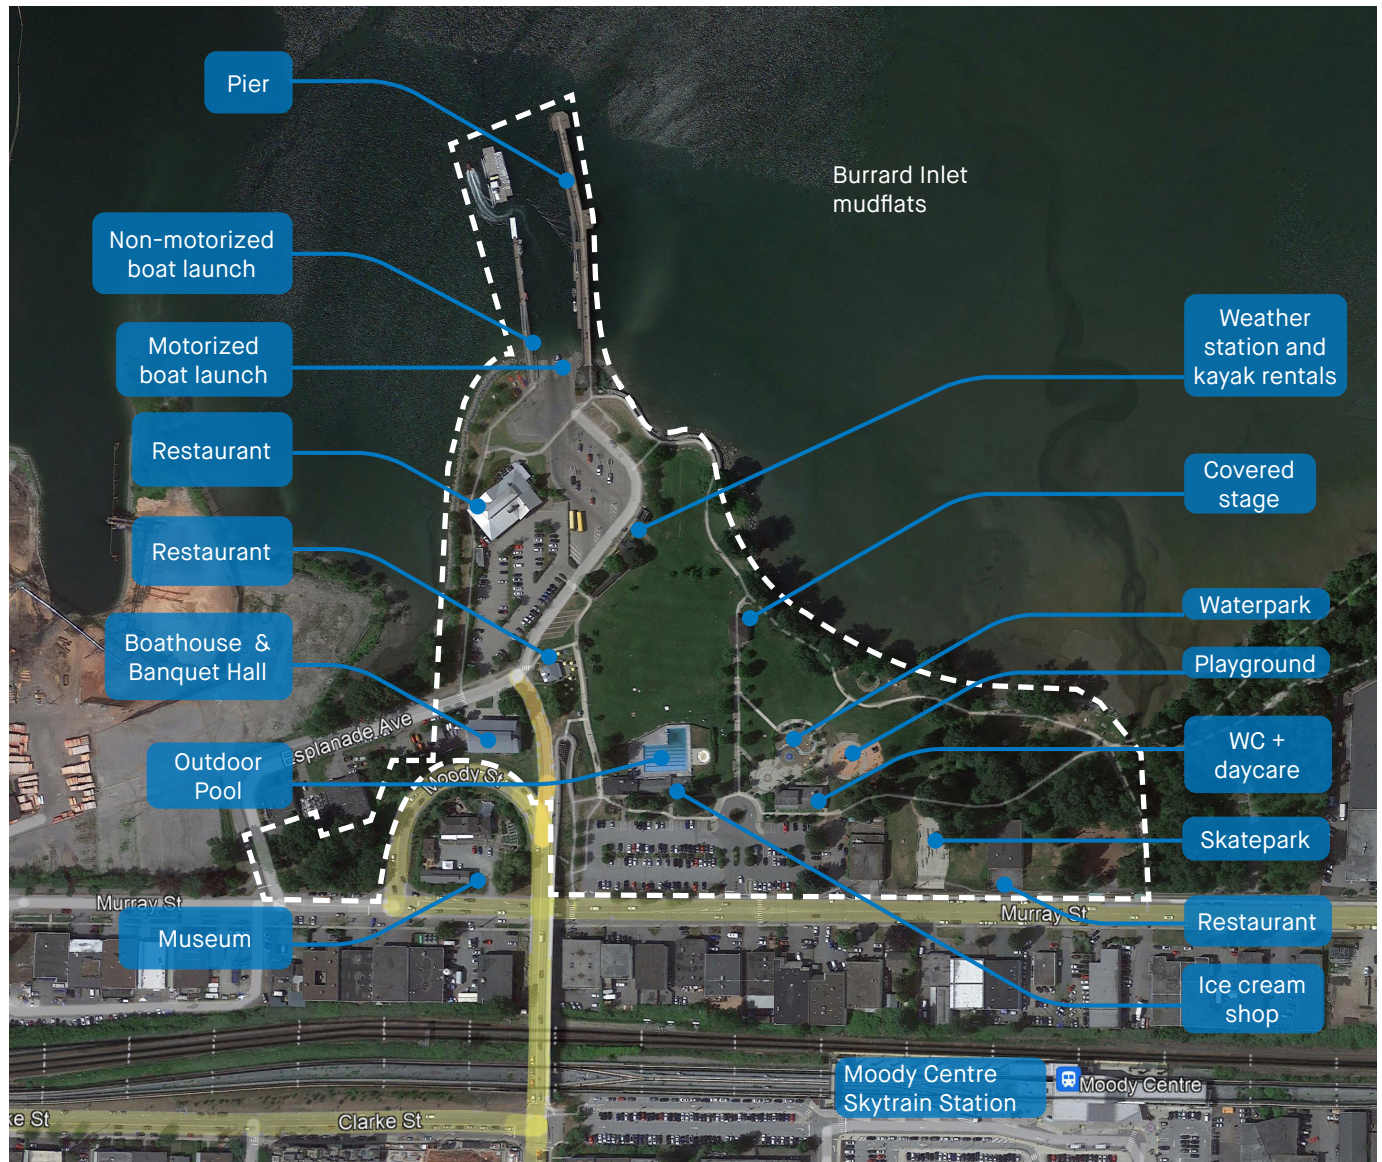 Pier
Burrard Inlet
mudflats
Non-motorized
boat launch
Motorized
boat launch
Weather
station and
kayak rentals
Restaurant
Covered
stage
Restaurant
Waterpark
Boathouse &
Banquet Hall
Playground
Esplanade Ave
WC +
daycare
Outdoor
Pool
Moody St
Skatepark
Murray St
Murray St
Restaurant
Museum
Ice cream
shop
Moody Centre
Skytrain Station
Moody Centre
ke St
Clarke St